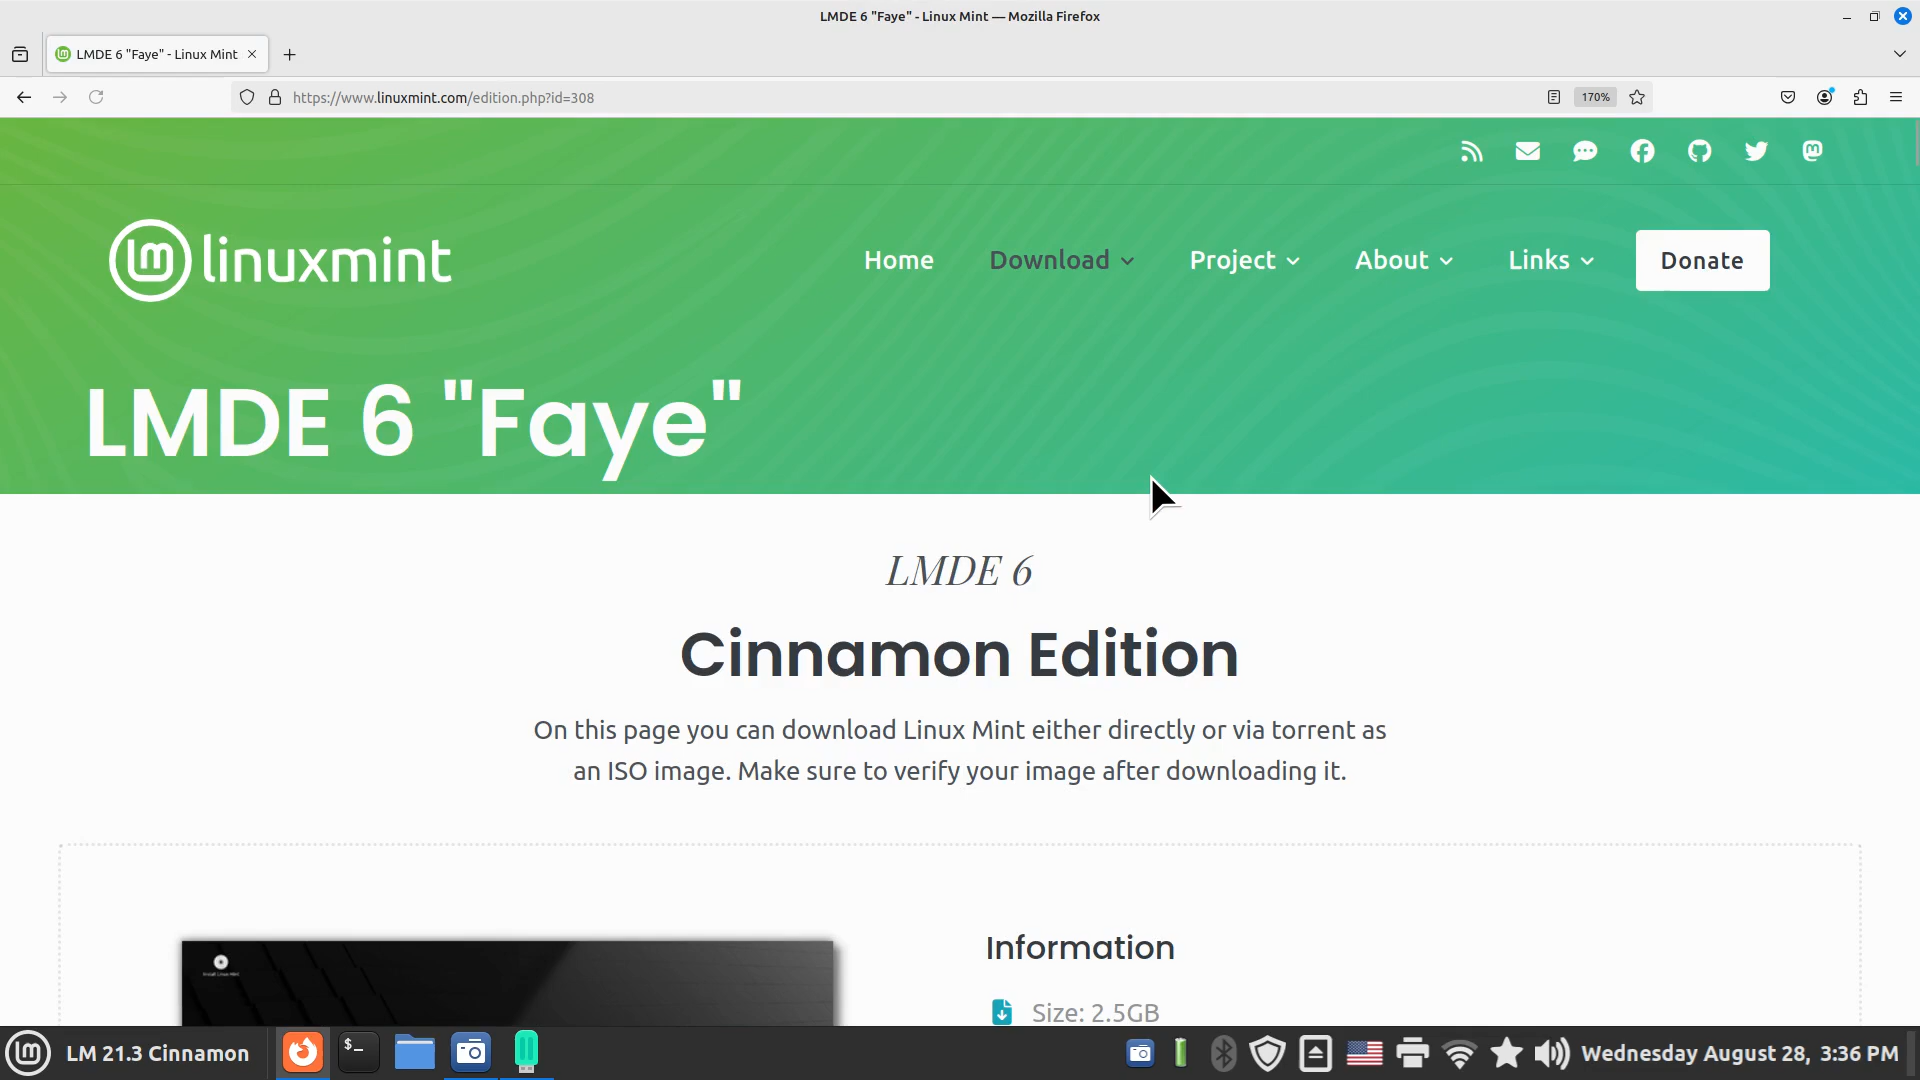 LMDE 6 "Faye" - Linux Mint — Mozilla Firefox
LMDE 6 "Faye" - Linux Mint
https://www.linuxmint.com/edition.php?id=308
170%
linuxmint
Home
Download
Project
About
Links
Donate
LMDE 6 "Faye"
LMDE 6
Cinnamon Edition
On this page you can download Linux Mint either directly or via torrent as
an ISO image. Make sure to verify your image after downloading it.
Install Linux Mint
Information
Size: 2.5GB
LM 21.3 Cinnamon
Wednesday August 28, 3:36 PM